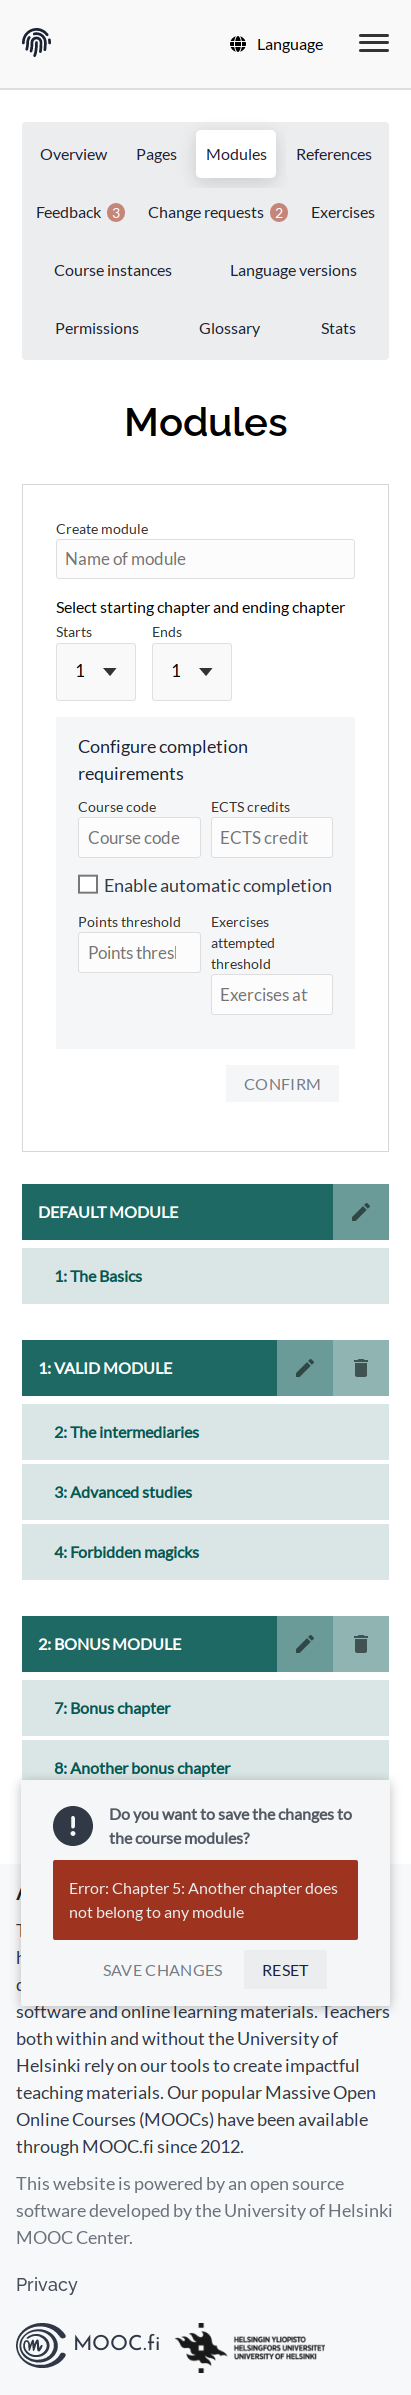 Language
Overview Pages Modules References
Feedback 3 Change requests 2 Exercises
Course instances Language versions
Permissions Glossary Stats
Modules
Create module
Name of module
Select starting chapter and ending chapter
Starts Ends
1 1
Configure completion
requirements
Course code ECTS credits
Course code ECTS credit
Enable automatic completion
Points threshold Exercises
attempted
threshold
Points thres
Exercises at
CONFIRM
DEFAULT MODULE
1: The Basics
1: VALID MODULE
2: The intermediaries
3: Advanced studies
4: Forbidden magicks
2: BONUS MODULE
7: Bonus chapter
8: Another bonus chapter
Do you want to save the changes to
the course modules?
Error: Chapter 5: Another chapter does
not belong to any module
SAVE CHANGES RESET
software and online learning materials. Teachers
both within and without the University of
Helsinki rely on our tools to create impactful
teaching materials. Our popular Massive Open
Online Courses (MOOCs) have been available
through MOOC.fi since 2012.
This website is powered by an open source
software developed by the University of Helsinki
MOOC Center.
Privacy
MOOC.fi
HELSINGIN YLIOPISTO
HELSINGFORS UNIVERSITET
UNIVERSITY OF HELSINKI